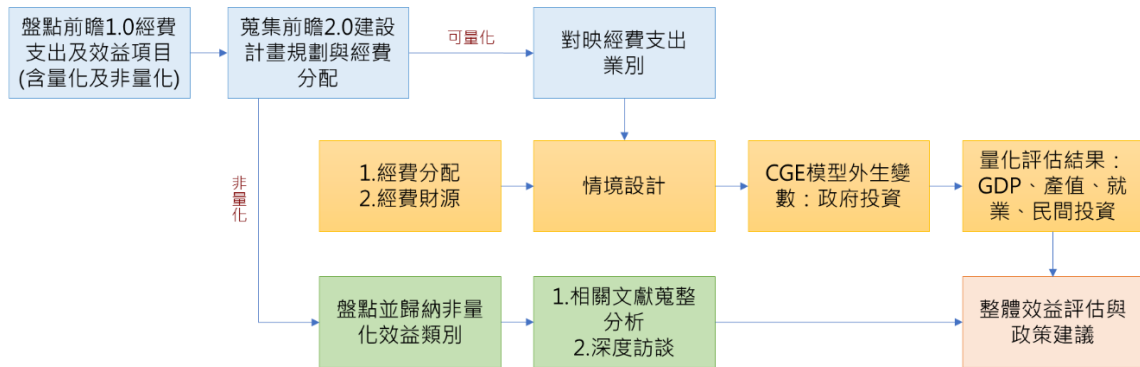 盤點前瞻1.0經費
支出及效益項目
(含量化及非量化)
蒐集前瞻2.0建設
計畫規劃與經費
分配
可量化
對映經費支出
業別
非
量
化
1.經費分配
2.經費財源
情境設計
CGE模型外生變
數：政府投資
量化評估結果：
GDP、產值、就
業、民間投資
盤點並歸納非量
化效益類別
1.相關文獻蒐整
分析
2.深度訪談
整體效益評估與
政策建議